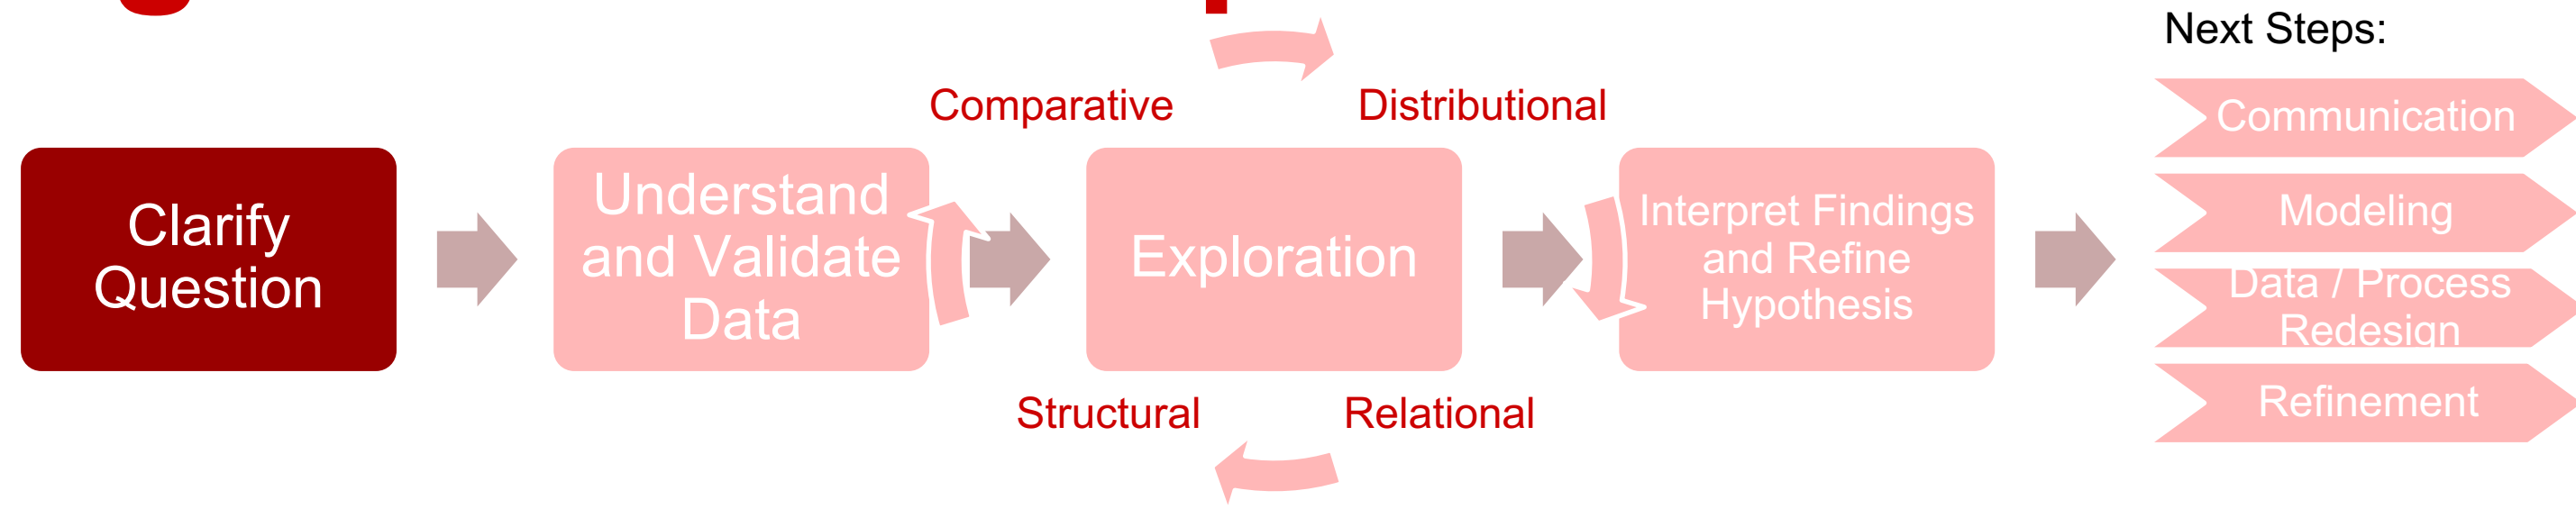 Clarify
Question
Understand
and Validate
Data
Comparative
Distributional
Exploration
Structural
Relational
Interpret Findings
and Refine
Hypothesis
Next Steps:
Communication
Modeling
Data / Process
Redesign
Refinement